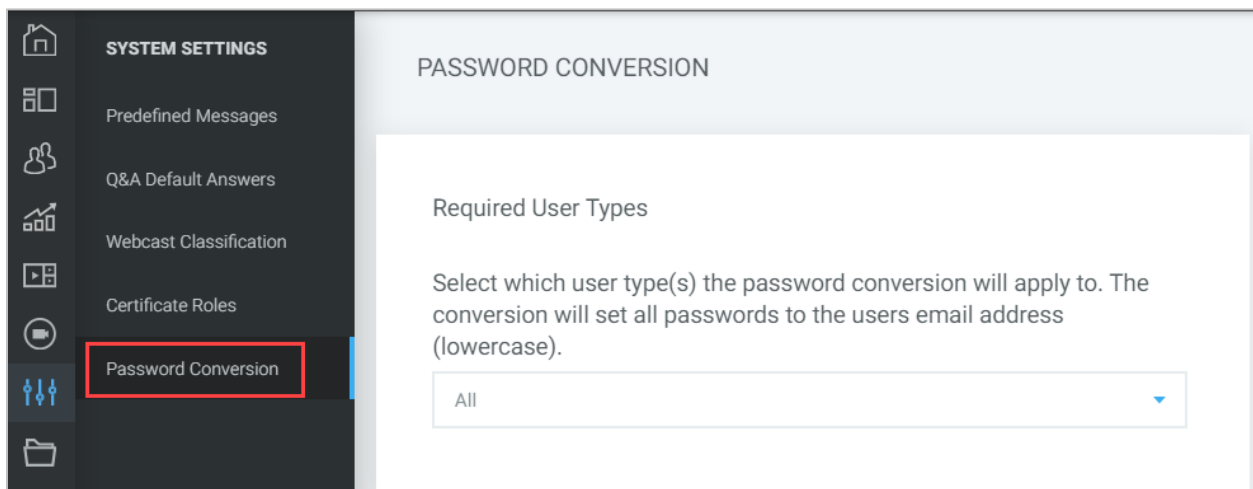 SYSTEM SETTINGS
Predefined Messages
Q&A Default Answers
Webcast Classification
Certificate Roles
Password Conversion
PASSWORD CONVERSION
Required User Types
Select which user type(s) the password conversion will apply to. The
conversion will set all passwords to the users email address
(lowercase).
All